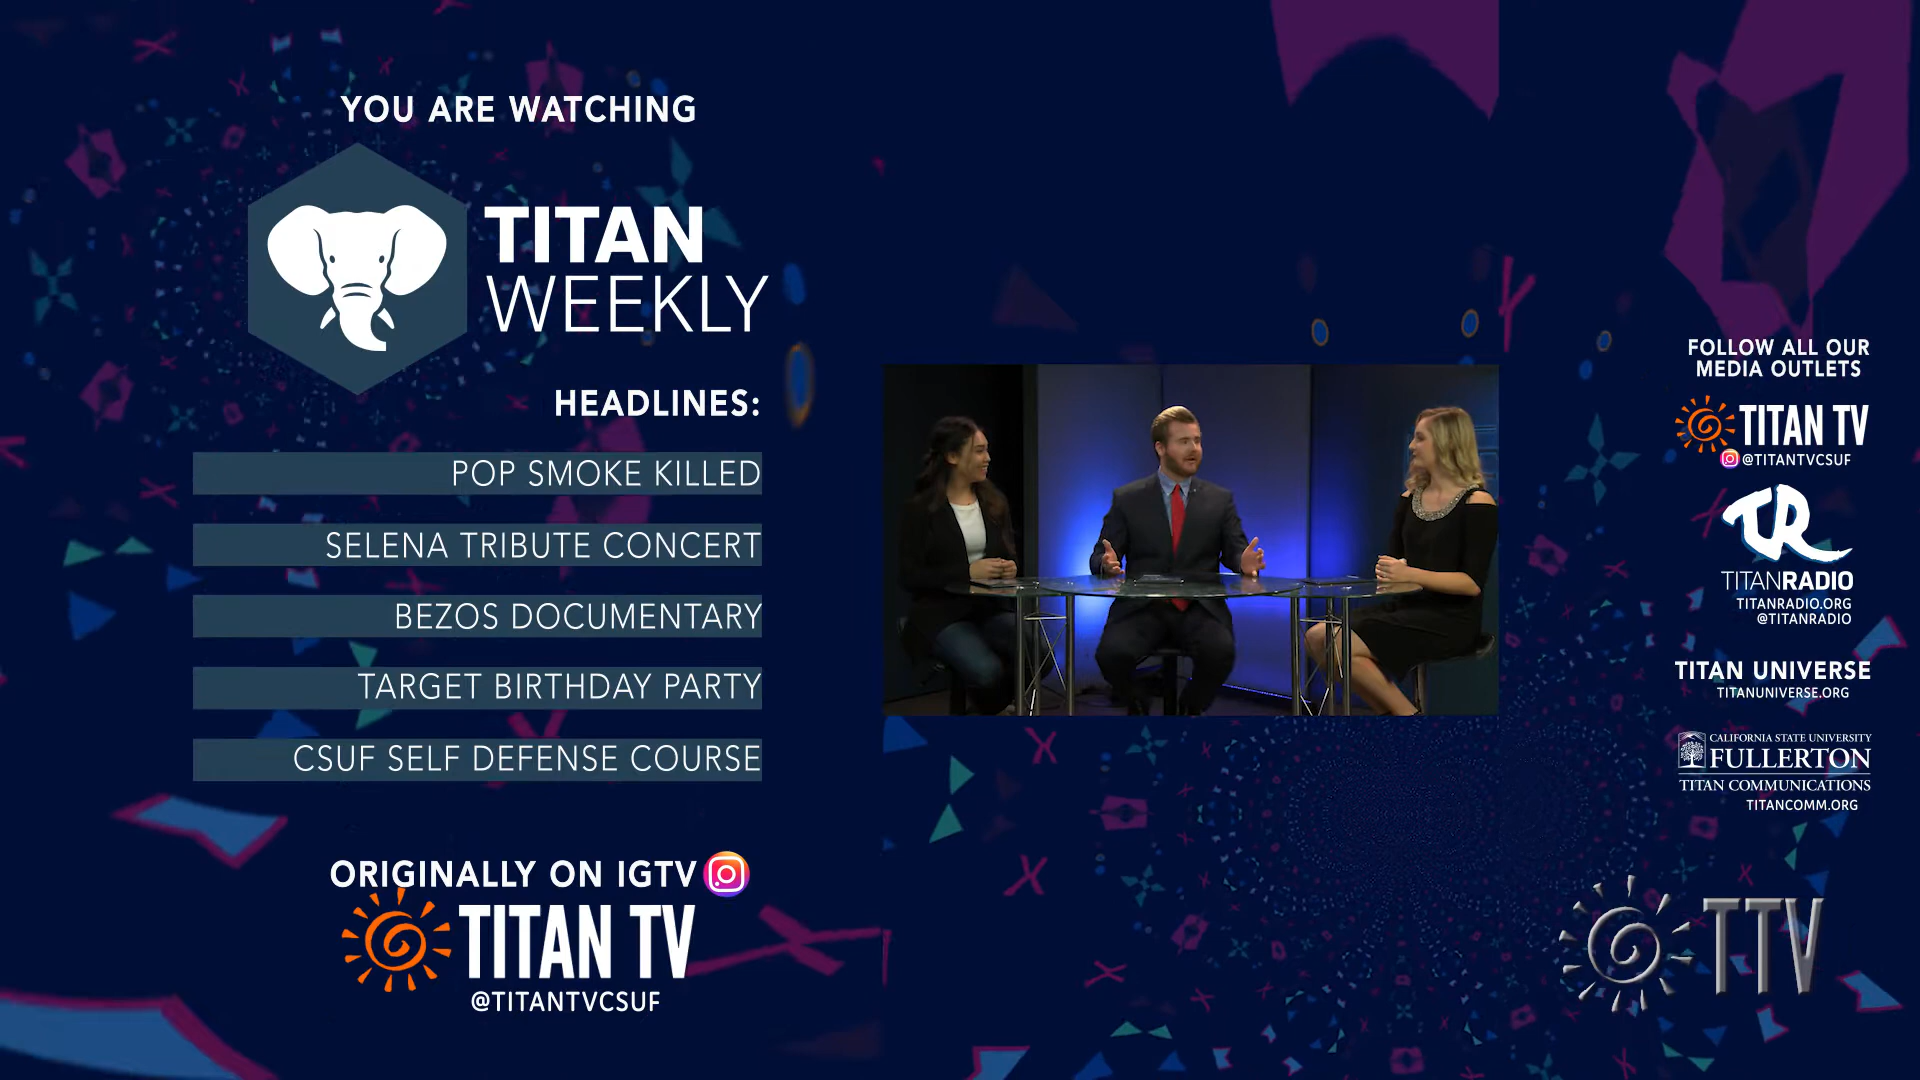 YOU ARE WATCHING
TITAN
WEEKLY
HEADLINES:
POP SMOKE KILLED
SELENA TRIBUTE CONCERT
BEZOS DOCUMENTARY
TARGET BIRTHDAY PARTY
CSUF SELF DEFENSE COURSE
ORIGINALLY ON IGTV
TITAN TV
@TITANTVCSUF
FOLLOW ALL OUR
MEDIA OUTLETS
TITAN TV
@TITANTVCSUF
TR
TITANRADIO
TITANRADIO.ORG
@TITANRADIO
TITAN UNIVERSE
TITANUNIVERSE.ORG
CALIFORNIA STATE UNIVERSITY
FULLERTON
TITAN COMMUNICATIONS
TITANCOMM.ORG
TTV